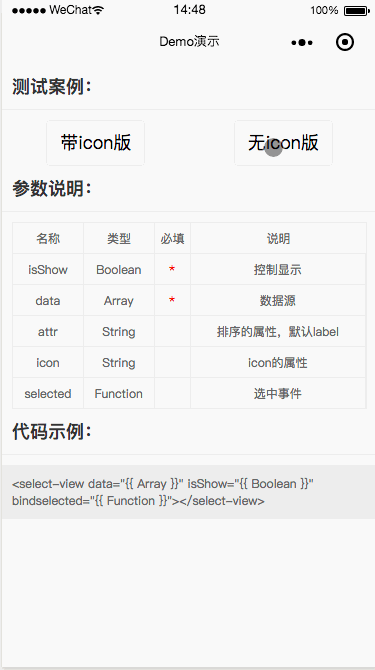 WeChat 14:48 100%
Demo演示
测试案例：
带icon版 无icon版
参数说明：
名称 类型 必填 说明
isShow Boolean * 控制显示
data Array * 数据源
attr String 排序的属性，默认label
icon String icon的属性
selected Function 选中事件
代码示例：
<select-view data="{{ Array }}" isShow="{{ Boolean }}"
bindselected="{{ Function }}"></select-view>